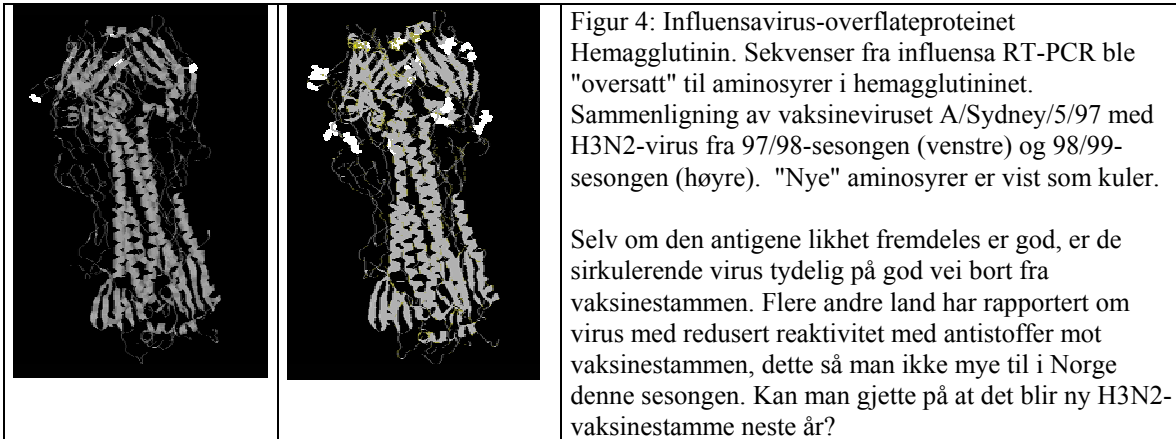 Figur 4: Influensavirus-overflateproteinet
Hemagglutinin. Sekvenser fra influensa RT-PCR ble
"oversatt" til aminosyrer i hemagglutininet.
Sammenligning av vaksineviruset A/Sydney/5/97 med
H3N2-virus fra 97/98-sesongen (venstre) og 98/99-
sesongen (høyre).  "Nye" aminosyrer er vist som kuler.
Selv om den antigene likhet fremdeles er god, er de
sirkulerende virus tydelig på god vei bort fra
vaksinestammen. Flere andre land har rapportert om
virus med redusert reaktivitet med antistoffer mot
vaksinestammen, dette så man ikke mye til i Norge
denne sesongen. Kan man gjette på at det blir ny H3N2-
vaksinestamme neste år?